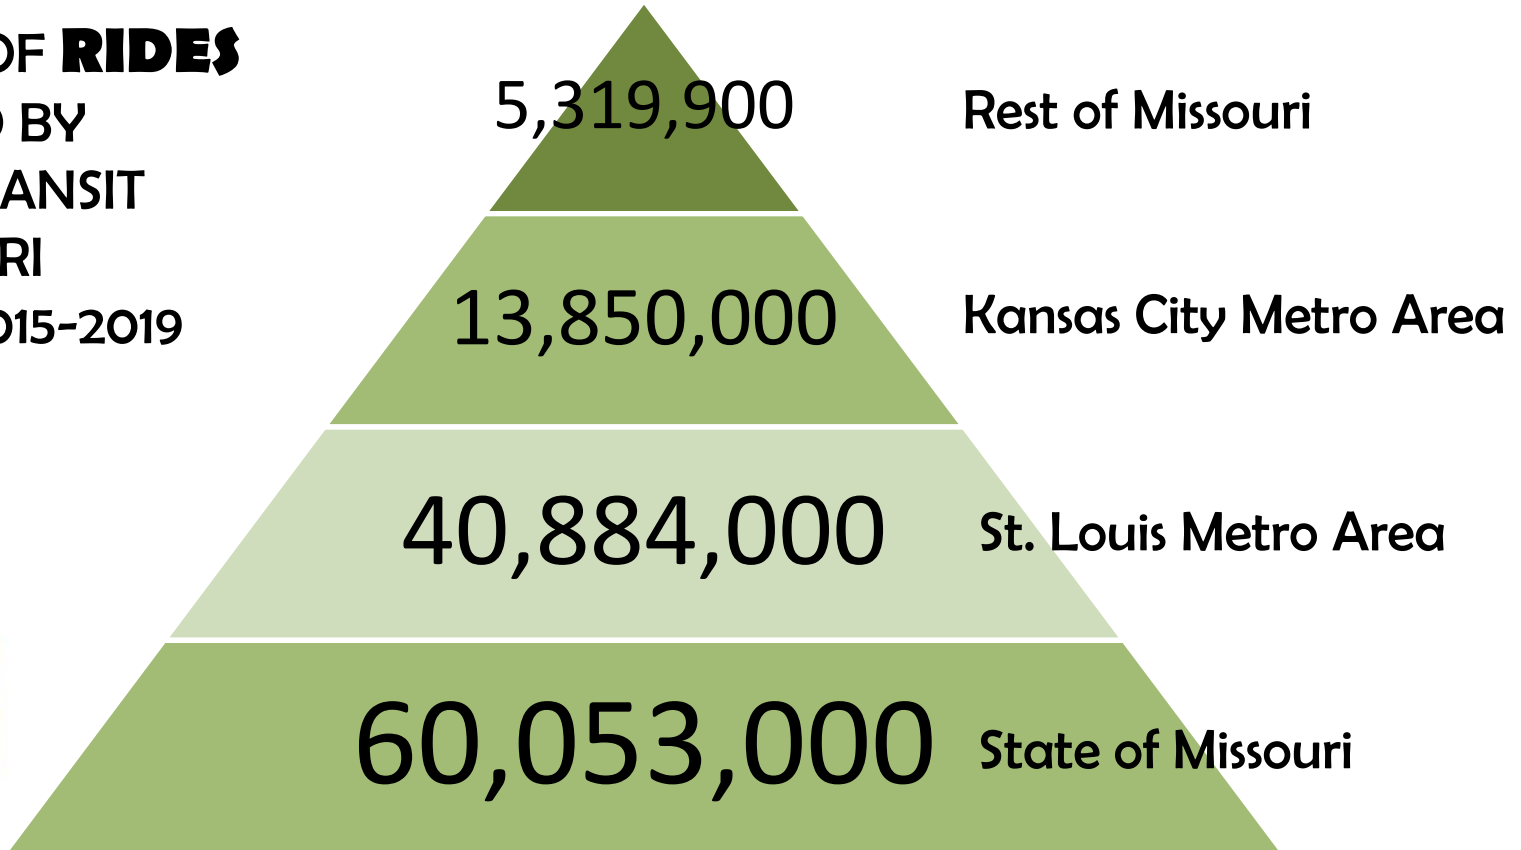 OF RIDES
BY
ANSIT
RI
015-2019
5,319,900 Rest of Missouri
13,850,000 Kansas City Metro Area
40,884,000 St. Louis Metro Area
60,053,000 State of Missouri